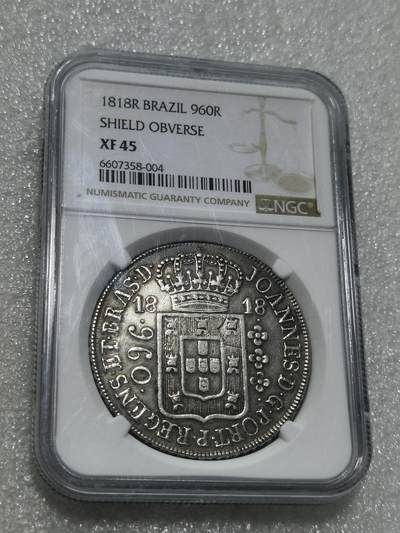 1818R BRAZIL 960R
SHIELD OBVERSE
XF 45
6607358-004
NUMISMATIC GUARANTY COMPANY
NGC
JOANNES·D·G·PORT·P·REGENS·ET·BRAS·D·
18 18
960